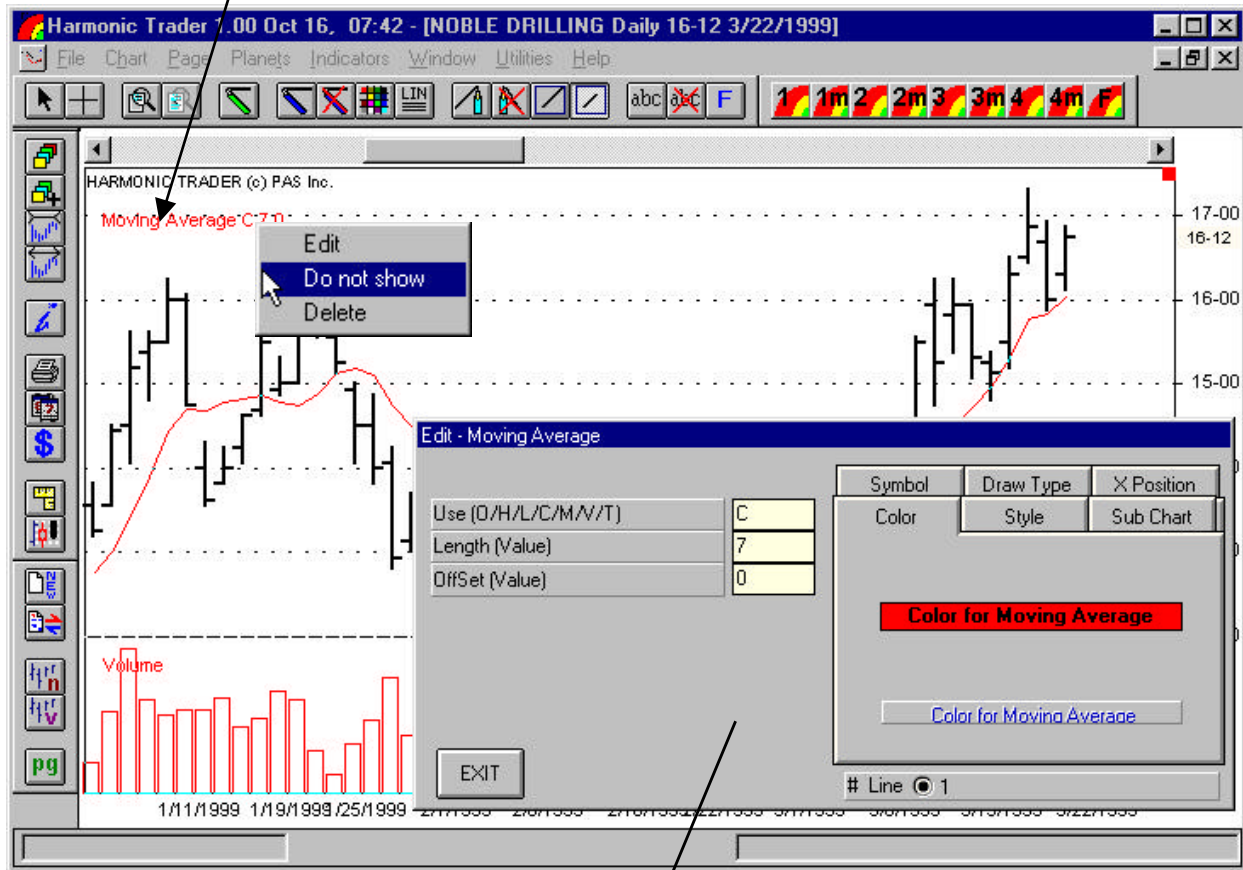 Harmonic Trader 1.00 Oct 16, 07:42 - [NOBLE DRILLING Daily 16-12 3/22/1999]
File Chart Page Planets Indicators Window Utilities Help
LIN abc abc F 1 1m 2 2m 3 3m 4 4m F
HARMONIC TRADER (c) PAS Inc.
Moving Average C 7 0
17-00
16-12
Edit
Do not show
Delete
16-00
15-00
Edit - Moving Average
Symbol Draw Type X Position
Color Style Sub Chart
Use (O/H/L/C/M/V/T) C
Length (Value) 7
OffSet (Value) 0
Color for Moving Average
Color for Moving Average
EXIT
# Line 1
Volume
NEW
n
v
pg
1/11/1999 1/19/1999 1/25/1999